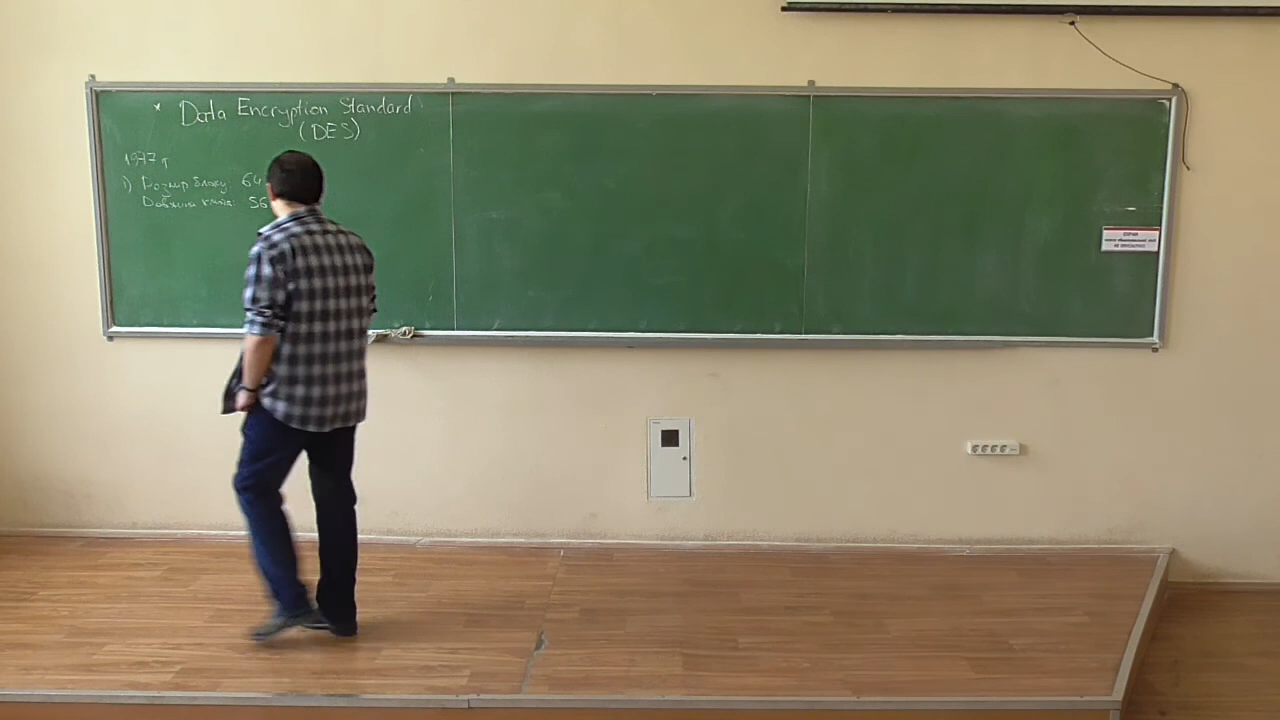 * Data Encryption Standard
(DES)
1977 р
1) Розмір блоку: 64
Довжина ключа: 56